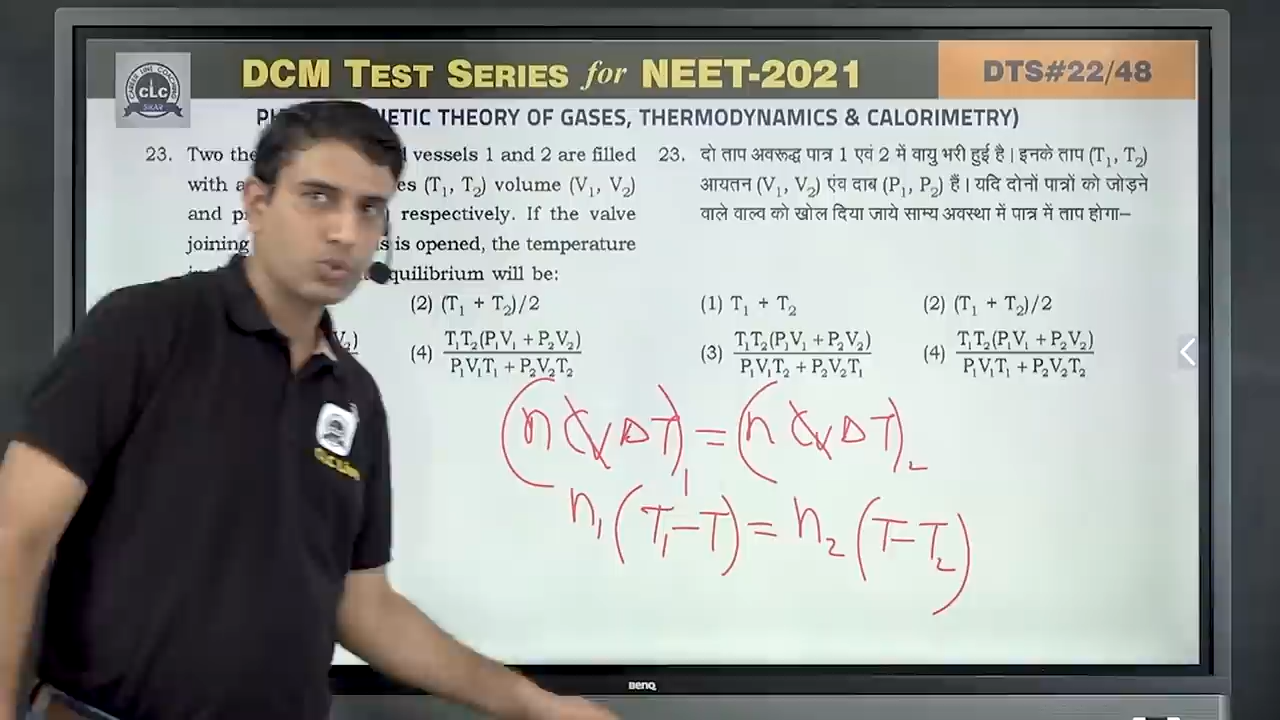 DCM TEST SERIES for NEET-2021
DTS#22/48
CAREER LINE COACHING
CLC
SIKAR
THEORY OF GASES, THERMODYNAMICS & CALORIMETRY)
23. Two vessels 1 and 2 are filled
with (T₁, T₂) volume (V₁, V₂)
and respectively. If the valve
joining is opened, the temperature
will be:
(2) (T₁ + T₂)/2
(4) T₁T₂(P₁V₁ + P₂V₂) / P₁V₁T₁ + P₂V₂T₂
23. दो ताप अवरूद्ध पात्र 1 एवं 2 में वायु भरी हुई है। इनके ताप (T₁, T₂)
आयतन (V₁, V₂) एंव दाब (P₁, P₂) हैं। यदि दोनों पात्रों को जोड़ने
वाले वाल्व को खोल दिया जाये साम्य अवस्था में पात्र में ताप होगा–
(1) T₁ + T₂ (2) (T₁ + T₂)/2
(3) T₁T₂(P₁V₁ + P₂V₂) / P₁V₁T₂ + P₂V₂T₁ (4) T₁T₂(P₁V₁ + P₂V₂) / P₁V₁T₁ + P₂V₂T₂
(n Cv ΔT)₁ = (n Cv ΔT)₂
n₁(T₁–T) = n₂(T–T₂)
BENQ